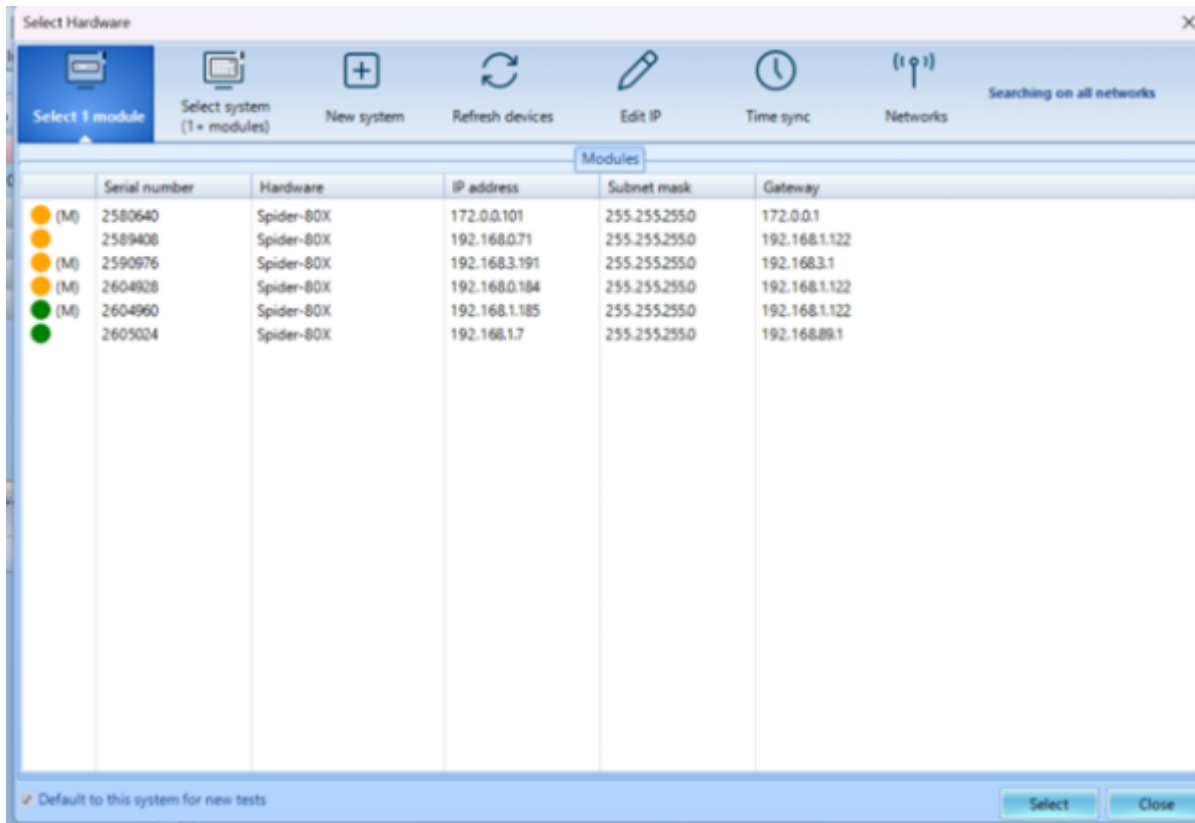 Select Hardware
Select 1 module
Select system
(1+ modules)
New system
Refresh devices
Edit IP
Time sync
Networks
Searching on all networks
Modules
Serial number Hardware IP address Subnet mask Gateway
(M) 2580640 Spider-80X 172.0.0.101 255.255.255.0 172.0.0.1
2589408 Spider-80X 192.168.0.71 255.255.255.0 192.168.1.122
(M) 2590976 Spider-80X 192.168.3.191 255.255.255.0 192.168.3.1
(M) 2604928 Spider-80X 192.168.0.184 255.255.255.0 192.168.1.122
(M) 2604960 Spider-80X 192.168.1.185 255.255.255.0 192.168.1.122
2605024 Spider-80X 192.168.1.7 255.255.255.0 192.168.89.1
Default to this system for new tests
Select
Close